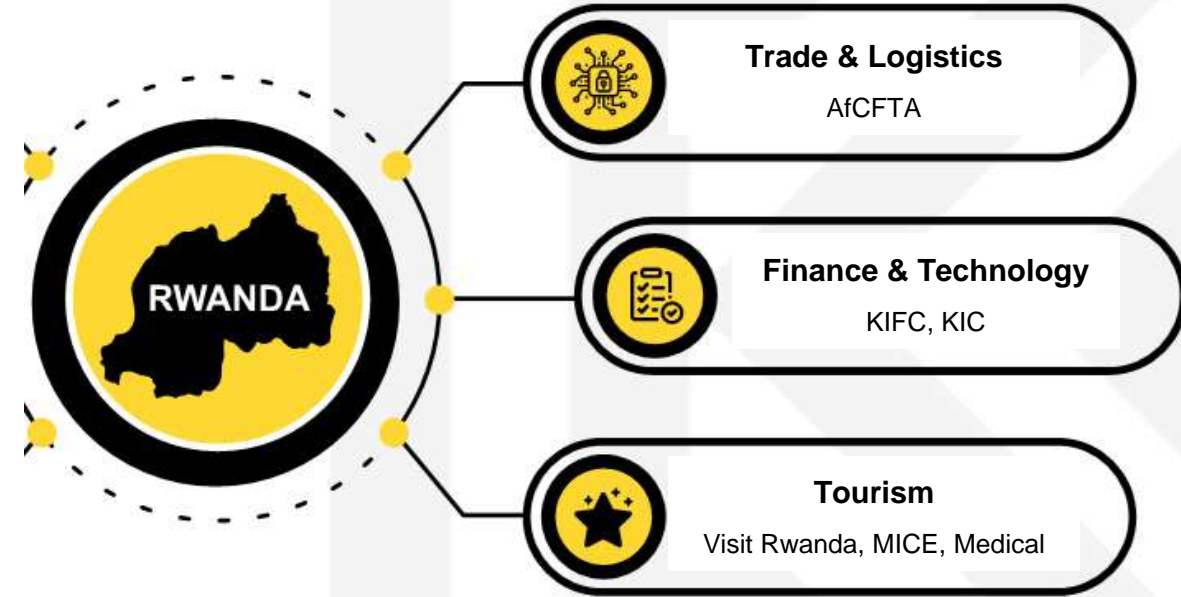 RWANDA
Trade & Logistics
AfCFTA
Finance & Technology
KIFC, KIC
Tourism
Visit Rwanda, MICE, Medical